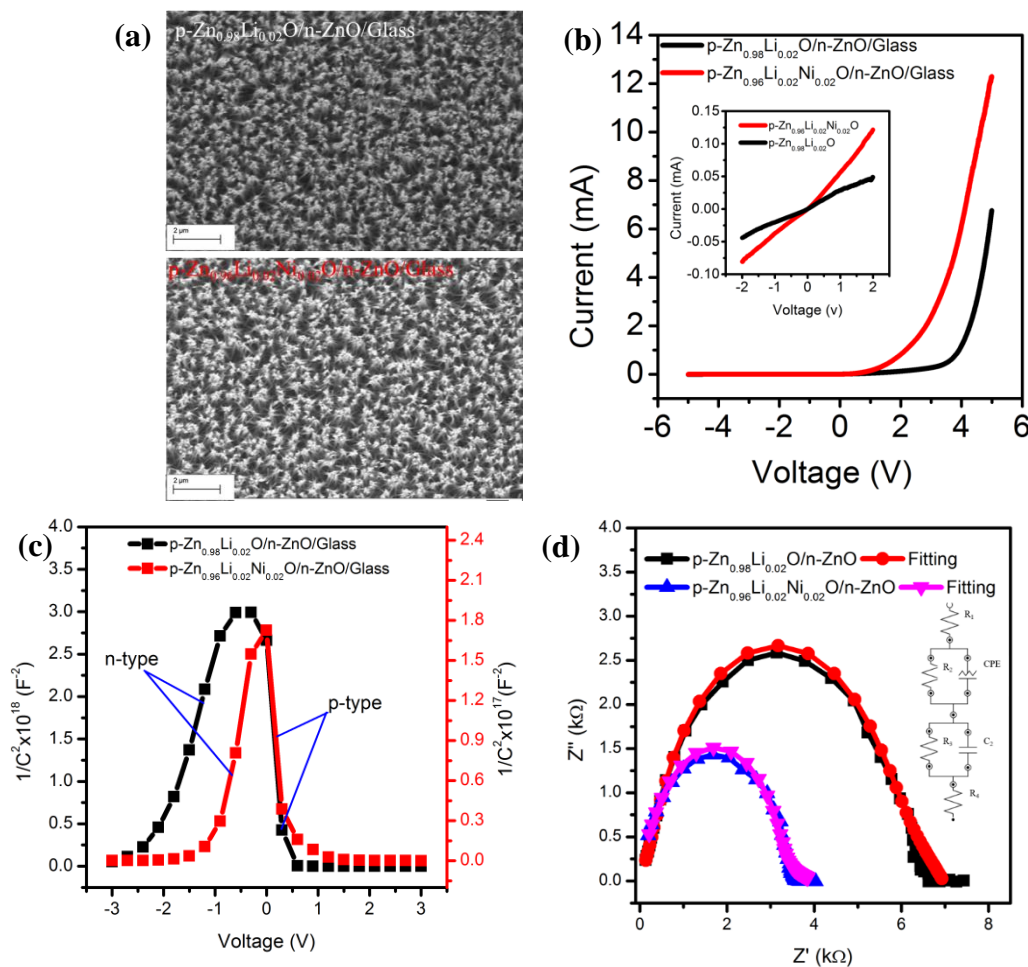 (a)
p-Zn0.98Li0.02O/n-ZnO/Glass
2 µm
p-Zn0.96Li0.02Ni0.02O/n-ZnO/Glass
2 µm
(b)
14
12
10
8
6
4
2
0
Current (mA)
p-Zn0.98Li0.02O/n-ZnO/Glass
p-Zn0.96Li0.02Ni0.02O/n-ZnO/Glass
0.15
0.10
0.05
0.00
-0.05
-0.10
Current (mA)
p-Zn0.96Li0.02Ni0.02O
p-Zn0.98Li0.02O
-2 -1 0 1 2
Voltage (v)
-6 -4 -2 0 2 4 6
Voltage (V)
(c)
4.0
3.5
3.0
2.5
2.0
1.5
1.0
0.5
0.0
1/C²x10¹⁸ (F⁻²)
p-Zn0.98Li0.02O/n-ZnO/Glass
p-Zn0.96Li0.02Ni0.02O/n-ZnO/Glass
n-type
p-type
2.4
2.1
1.8
1.5
1.2
0.9
0.6
0.3
0.0
1/C²x10¹⁷ (F⁻²)
-3 -2 -1 0 1 2 3
Voltage (V)
(d)
4.0
3.5
3.0
2.5
2.0
1.5
1.0
0.5
0.0
Z'' (kΩ)
p-Zn0.98Li0.02O/n-ZnO Fitting
p-Zn0.96Li0.02Ni0.02O/n-ZnO Fitting
R2
CPE
C2
R4
0 2 4 6 8
Z' (kΩ)